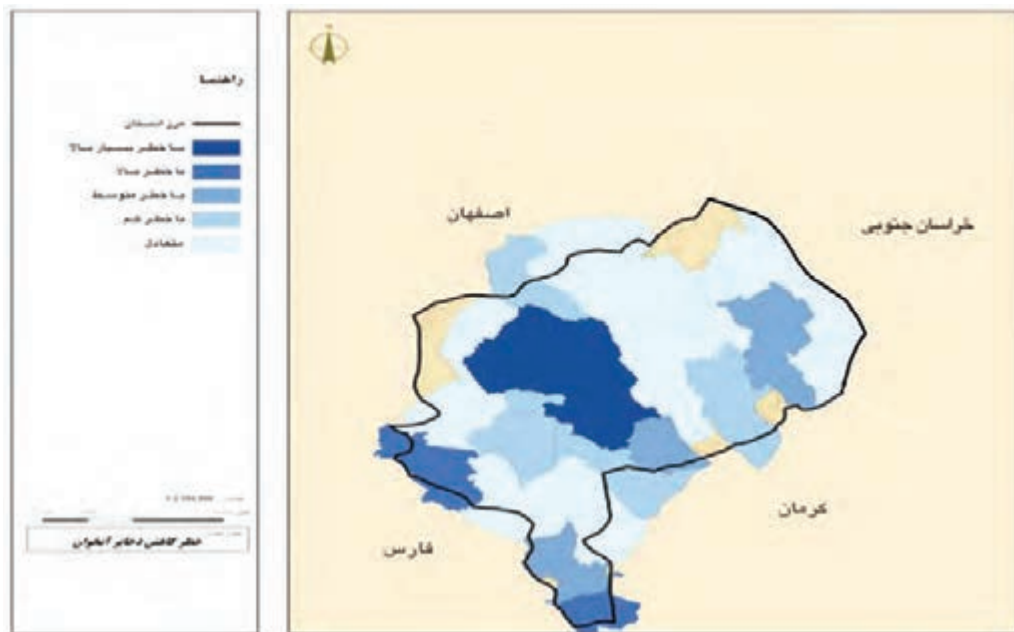 راهنما
مرز استان
با خطر بسیار بالا
با خطر بالا
با خطر متوسط
با خطر کم
متعادل
خطر کاهش ذخایر آبخوان
اصفهان
خراسان جنوبی
کرمان
فارس